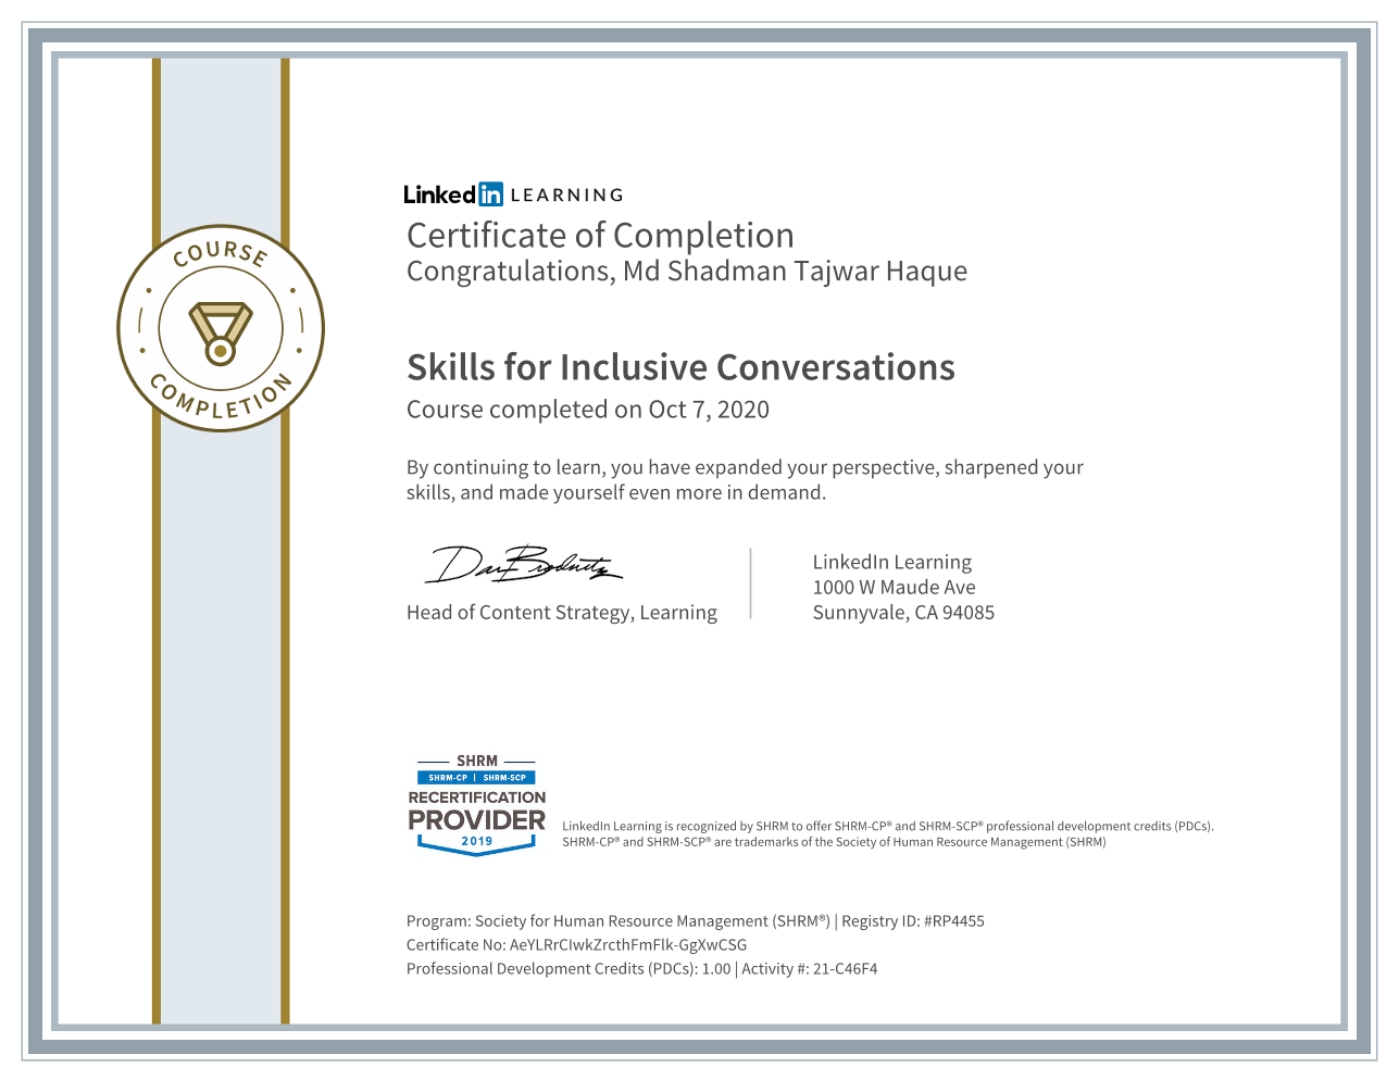 COURSE
COMPLETION
Linkedin LEARNING
Certificate of Completion
Congratulations, Md Shadman Tajwar Haque
Skills for Inclusive Conversations
Course completed on Oct 7, 2020
By continuing to learn, you have expanded your perspective, sharpened your
skills, and made yourself even more in demand.
Head of Content Strategy, Learning
LinkedIn Learning
1000 W Maude Ave
Sunnyvale, CA 94085
SHRM
SHRM-CP | SHRM-SCP
RECERTIFICATION
PROVIDER
2019
LinkedIn Learning is recognized by SHRM to offer SHRM-CP® and SHRM-SCP® professional development credits (PDCs).
SHRM-CP® and SHRM-SCP® are trademarks of the Society of Human Resource Management (SHRM)
Program: Society for Human Resource Management (SHRM®) | Registry ID: #RP4455
Certificate No: AeYLRrCIwkZrcthFmFlk-GgXwCSG
Professional Development Credits (PDCs): 1.00 | Activity #: 21-C46F4